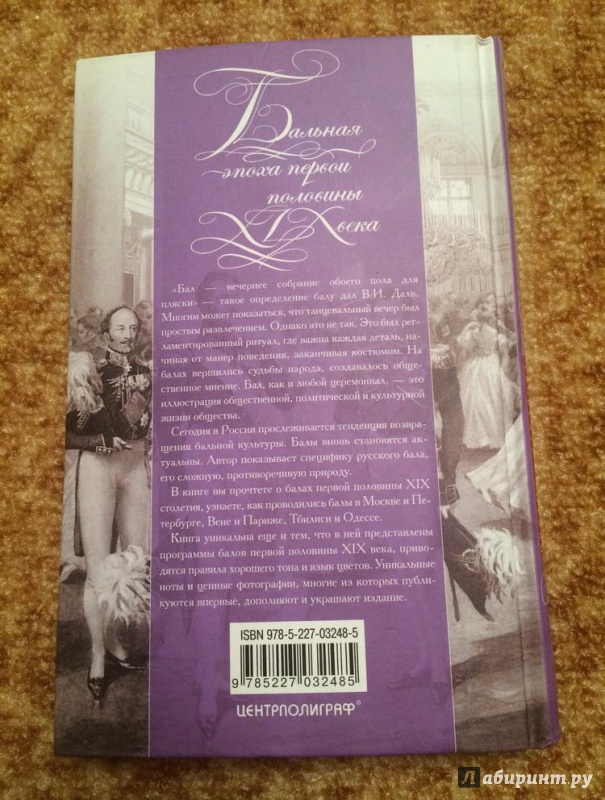 Бальная
эпоха первой
половины
XIX века
«Бал — вечернее собрание обоего пола для
пляски» — такое определение балу дал В.И. Даль.
Многим может показаться, что танцевальный вечер был
простым развлечением. Однако это не так. Это был рег-
ламентированный ритуал, где важна каждая деталь, на-
чиная от манер поведения, заканчивая костюмом. На
балах вершились судьбы народа, создавалось общест-
венное мнение. Бал, как и любой церемониал, — это
иллюстрация общественной, политической и культурной
жизни общества.
Сегодня в России прослеживается тенденция возвра-
щения бальной культуры. Балы вновь становятся ак-
туальны. Автор показывает специфику русского бала,
его сложную, противоречивую природу.
В книге вы прочтете о балах первой половины XIX
столетия, узнаете, как проводились балы в Москве и Пе-
тербурге, Вене и Париже, Тбилиси и Одессе.
Книга уникальна еще и тем, что в ней представлены
программы балов первой половины XIX века, приво-
дятся правила хорошего тона и язык цветов. Уникальные
ноты и ценные фотографии, многие из которых публи-
куются впервые, дополняют и украшают издание.
ISBN 978-5-227-03248-5
9 785227 032485
ЦЕНТРПОЛИГРАФ®
Лабиринт.ру